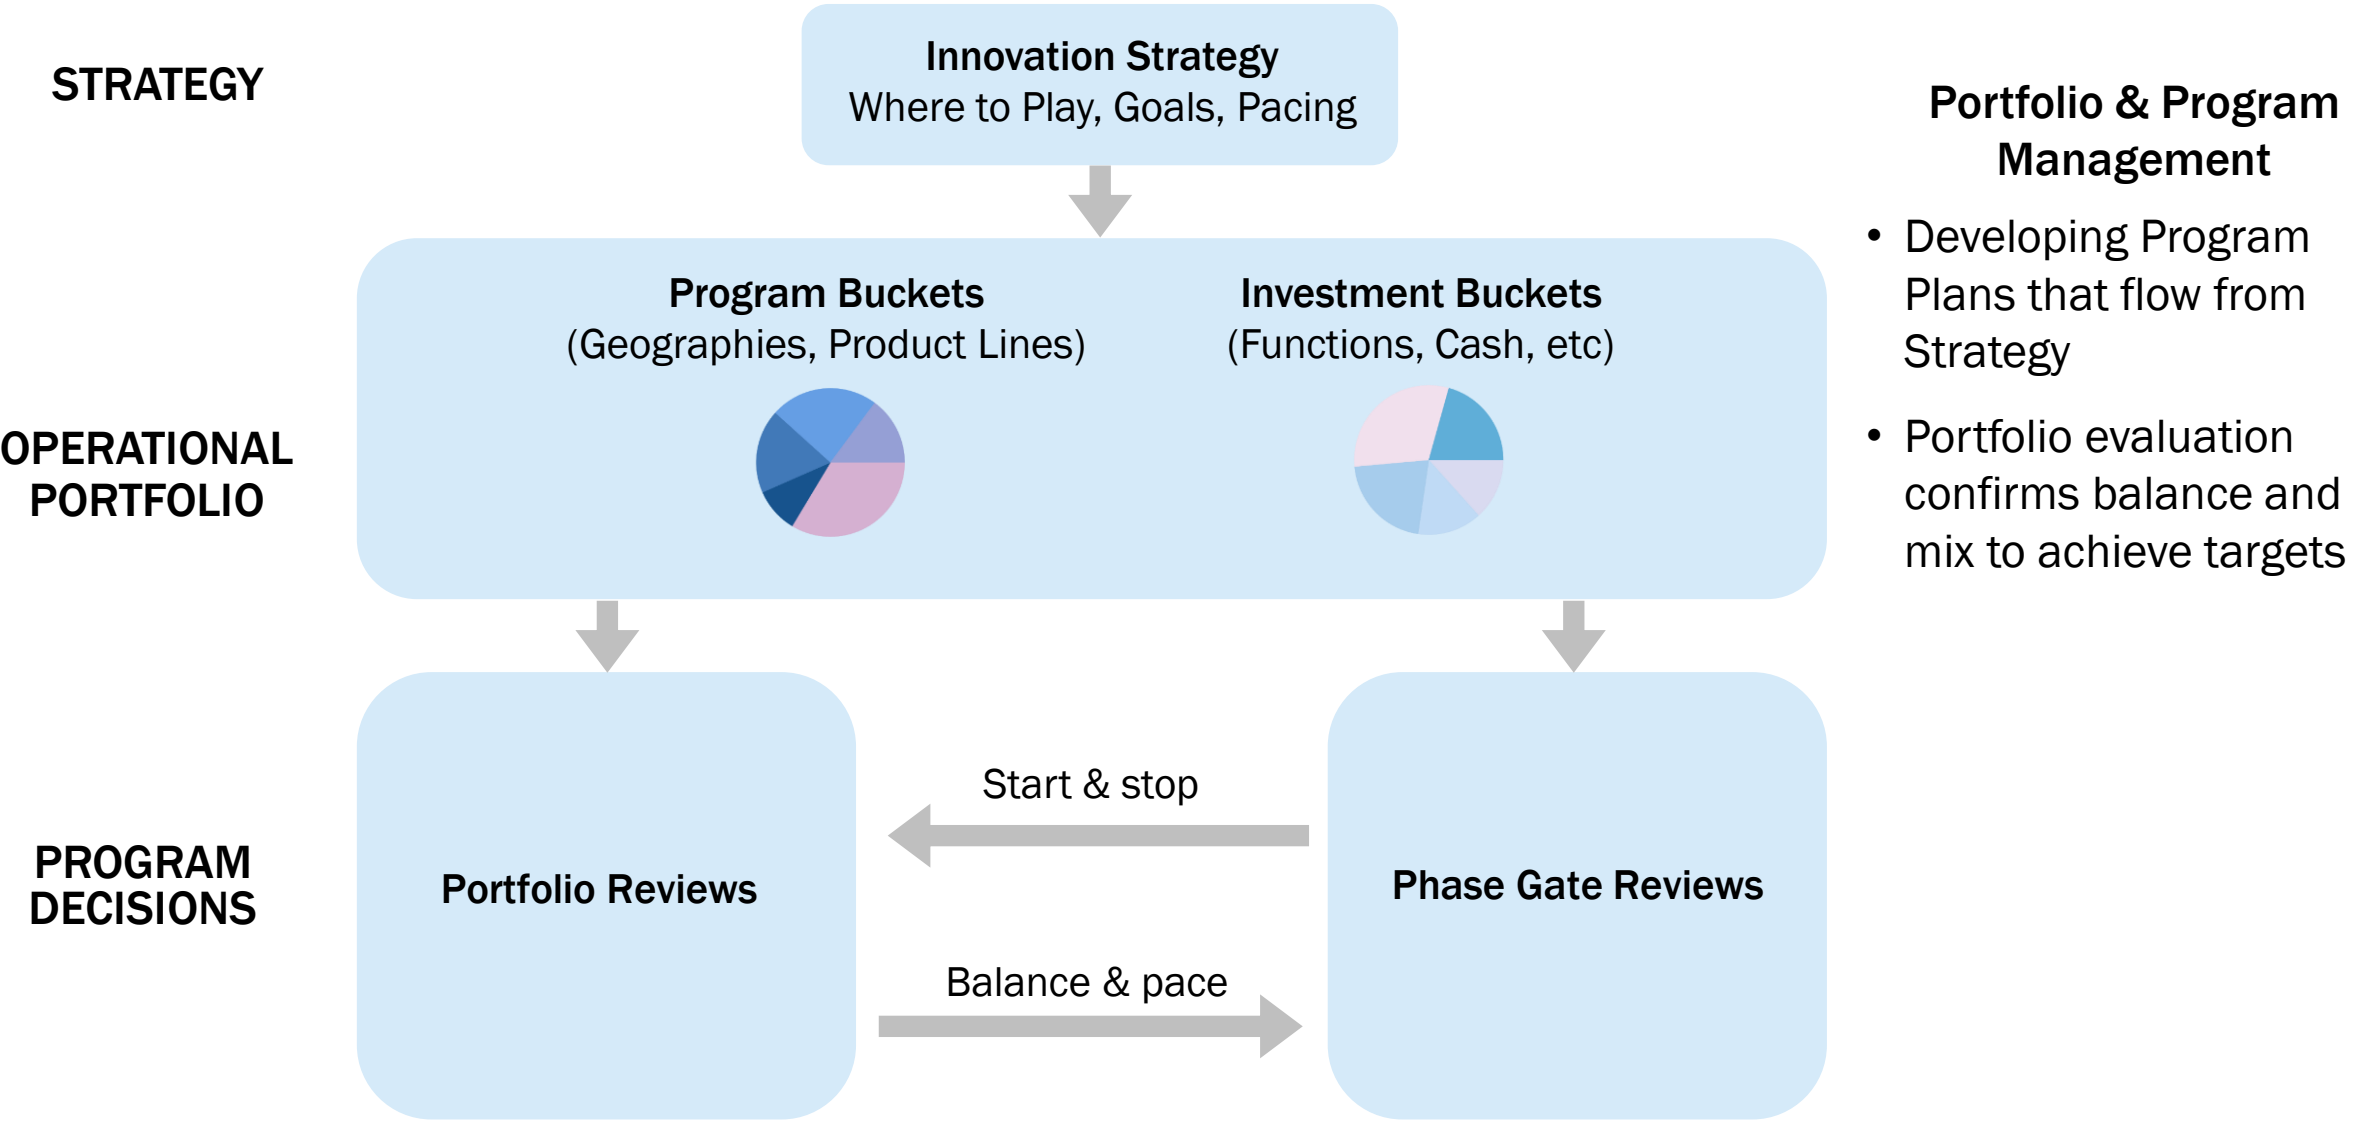 STRATEGY
Innovation Strategy
Where to Play, Goals, Pacing
Portfolio & Program
Management
• Developing Program
Plans that flow from
Strategy
• Portfolio evaluation
confirms balance and
mix to achieve targets
OPERATIONAL
PORTFOLIO
Program Buckets
(Geographies, Product Lines)
Investment Buckets
(Functions, Cash, etc)
PROGRAM
DECISIONS
Portfolio Reviews
Start & stop
Balance & pace
Phase Gate Reviews